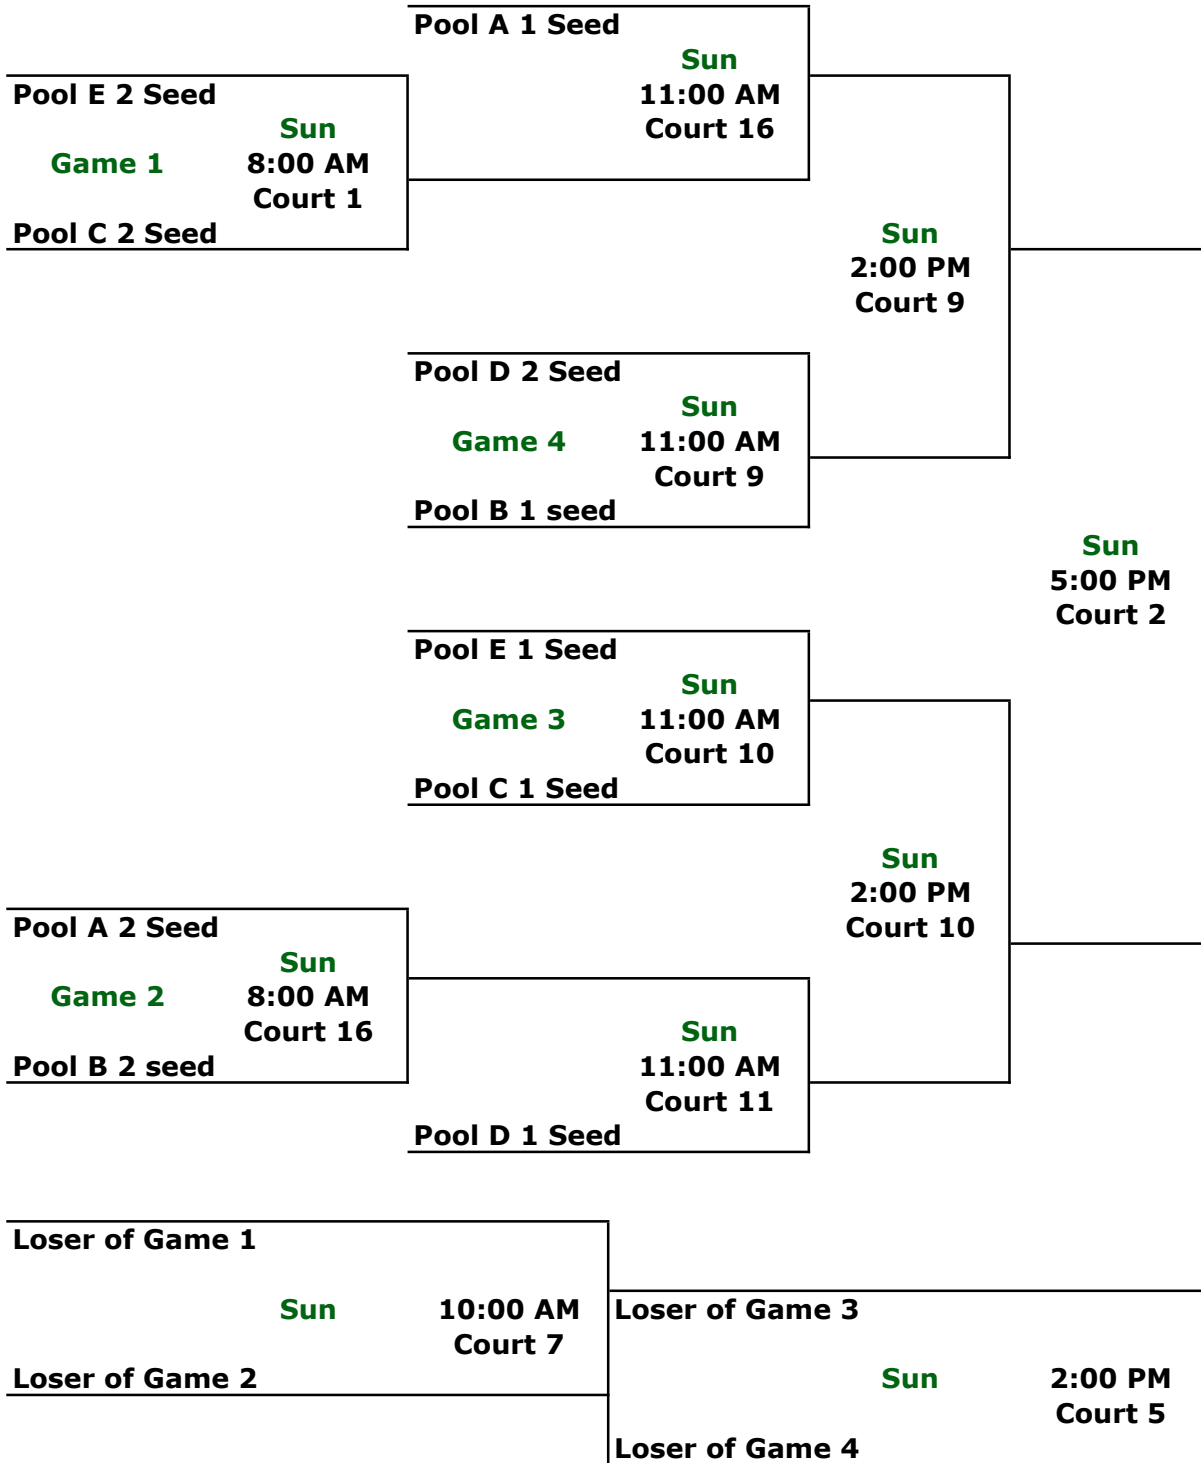 Pool A 1 Seed
Sun
Pool E 2 Seed
11:00 AM
Sun
Court 16
Game 1
8:00 AM
Court 1
Pool C 2 Seed
Sun
2:00 PM
Court 9
Pool D 2 Seed
Sun
Game 4
11:00 AM
Court 9
Pool B 1 seed
Sun
5:00 PM
Court 2
Pool E 1 Seed
Sun
Game 3
11:00 AM
Court 10
Pool C 1 Seed
Sun
2:00 PM
Court 10
Pool A 2 Seed
Sun
Game 2
8:00 AM
Court 16
Sun
Pool B 2 seed
11:00 AM
Court 11
Pool D 1 Seed
Loser of Game 1
Sun
10:00 AM
Court 7
Loser of Game 2
Loser of Game 3
Sun
2:00 PM
Court 5
Loser of Game 4